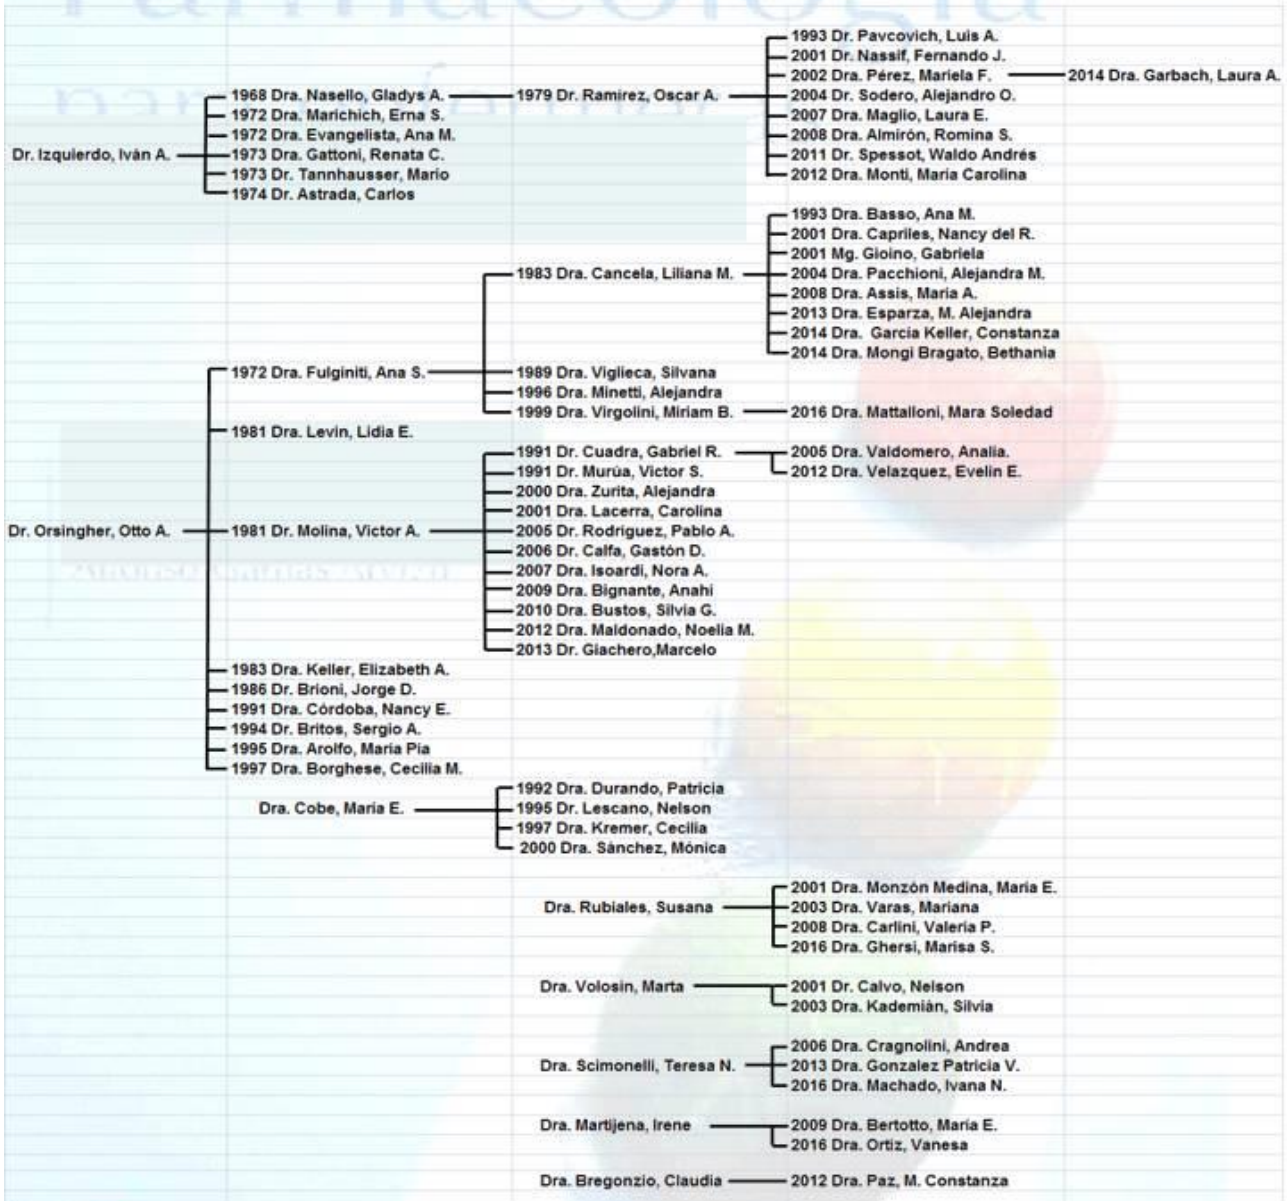 Farmacología
1993 Dr. Pavcovich, Luis A.
2001 Dr. Nassif, Fernando J.
2002 Dra. Pérez, Mariela F.
2014 Dra. Garbach, Laura A.
1968 Dra. Nasello, Gladys A.
1979 Dr. Ramírez, Oscar A.
2004 Dr. Sodero, Alejandro O.
1972 Dra. Marichich, Erna S.
2007 Dra. Maglio, Laura E.
1972 Dra. Evangelista, Ana M.
2008 Dra. Almirón, Romina S.
Dr. Izquierdo, Iván A.
1973 Dra. Gattoni, Renata C.
2011 Dr. Spessot, Waldo Andrés
1973 Dr. Tannhausser, Mario
2012 Dra. Monti, María Carolina
1974 Dr. Astrada, Carlos
1993 Dra. Basso, Ana M.
2001 Dra. Capriles, Nancy del R.
2001 Mg. Gioino, Gabriela
1983 Dra. Cancela, Liliana M.
2004 Dra. Pacchioni, Alejandra M.
2008 Dra. Assis, María A.
2013 Dra. Esparza, M. Alejandra
2014 Dra. García Keller, Constanza
2014 Dra. Mongi Bragato, Bethania
1972 Dra. Fulginiti, Ana S.
1989 Dra. Viglieca, Silvana
1996 Dra. Minetti, Alejandra
1999 Dra. Virgolini, Miriam B.
2016 Dra. Mattalloni, Mara Soledad
1981 Dra. Levin, Lidia E.
1991 Dr. Cuadra, Gabriel R.
2005 Dra. Valdomero, Analía.
1991 Dr. Murúa, Victor S.
2012 Dra. Velazquez, Evelin E.
2000 Dra. Zurita, Alejandra
2001 Dra. Lacerra, Carolina
Dr. Orsingher, Otto A.
1981 Dr. Molina, Victor A.
2005 Dr. Rodríguez, Pablo A.
2006 Dr. Calfa, Gastón D.
2007 Dra. Isoardi, Nora A.
2009 Dra. Bignante, Anahí
2010 Dra. Bustos, Silvia G.
2012 Dra. Maldonado, Noelia M.
2013 Dr. Giachero,Marcelo
1983 Dra. Keller, Elizabeth A.
1986 Dr. Brioni, Jorge D.
1991 Dra. Córdoba, Nancy E.
1994 Dr. Britos, Sergio A.
1995 Dra. Arolfo, María Pía
1997 Dra. Borghese, Cecilia M.
1992 Dra. Durando, Patricia
Dra. Cobe, María E.
1995 Dr. Lescano, Nelson
1997 Dra. Kremer, Cecilia
2000 Dra. Sánchez, Mónica
2001 Dra. Monzón Medina, María E.
Dra. Rubiales, Susana
2003 Dra. Varas, Mariana
2008 Dra. Carlini, Valeria P.
2016 Dra. Ghersi, Marisa S.
Dra. Volosin, Marta
2001 Dr. Calvo, Nelson
2003 Dra. Kademián, Silvia
2006 Dra. Cragnolini, Andrea
Dra. Scimonelli, Teresa N.
2013 Dra. Gonzalez Patricia V.
2016 Dra. Machado, Ivana N.
Dra. Martijena, Irene
2009 Dra. Bertotto, María E.
2016 Dra. Ortiz, Vanesa
Dra. Bregonzio, Claudia
2012 Dra. Paz, M. Constanza